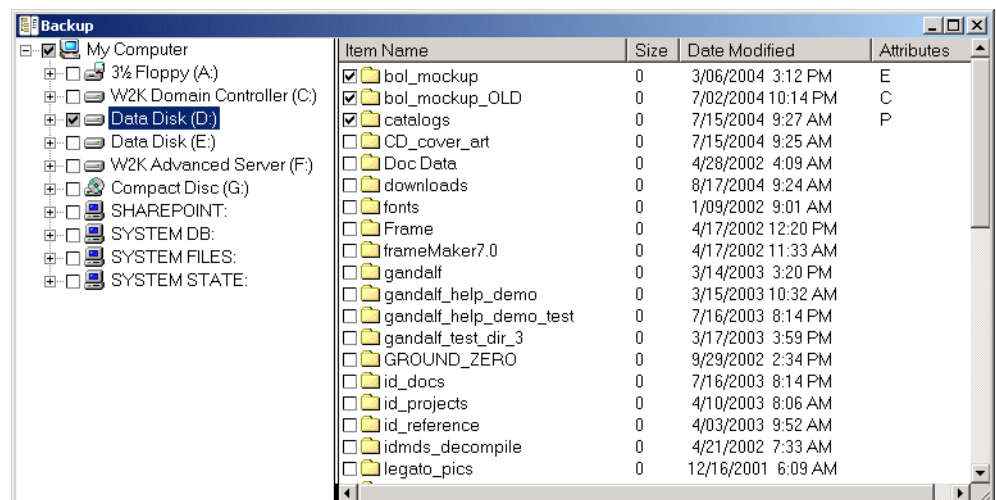 Backup
My Computer
3½ Floppy (A:)
W2K Domain Controller (C:)
Data Disk (D:)
Data Disk (E:)
W2K Advanced Server (F:)
Compact Disc (G:)
SHAREPOINT:
SYSTEM DB:
SYSTEM FILES:
SYSTEM STATE:
Item Name Size Date Modified Attributes
bol_mockup 0 3/06/2004 3:12 PM E
bol_mockup_OLD 0 7/02/2004 10:14 PM C
catalogs 0 7/15/2004 9:27 AM P
CD_cover_art 0 7/15/2004 9:25 AM
Doc Data 0 4/28/2002 4:09 AM
downloads 0 8/17/2004 9:24 AM
fonts 0 1/09/2002 9:01 AM
Frame 0 4/17/2002 12:20 PM
frameMaker7.0 0 4/17/2002 11:33 AM
gandalf 0 3/14/2003 3:20 PM
gandalf_help_demo 0 3/15/2003 10:32 AM
gandalf_help_demo_test 0 7/16/2003 8:14 PM
gandalf_test_dir_3 0 3/17/2003 3:59 PM
GROUND_ZERO 0 9/29/2002 2:34 PM
id_docs 0 7/16/2003 8:14 PM
id_projects 0 4/10/2003 8:06 AM
id_reference 0 4/03/2003 9:52 AM
idmds_decompile 0 4/21/2002 7:33 AM
legato_pics 0 12/16/2001 6:09 AM